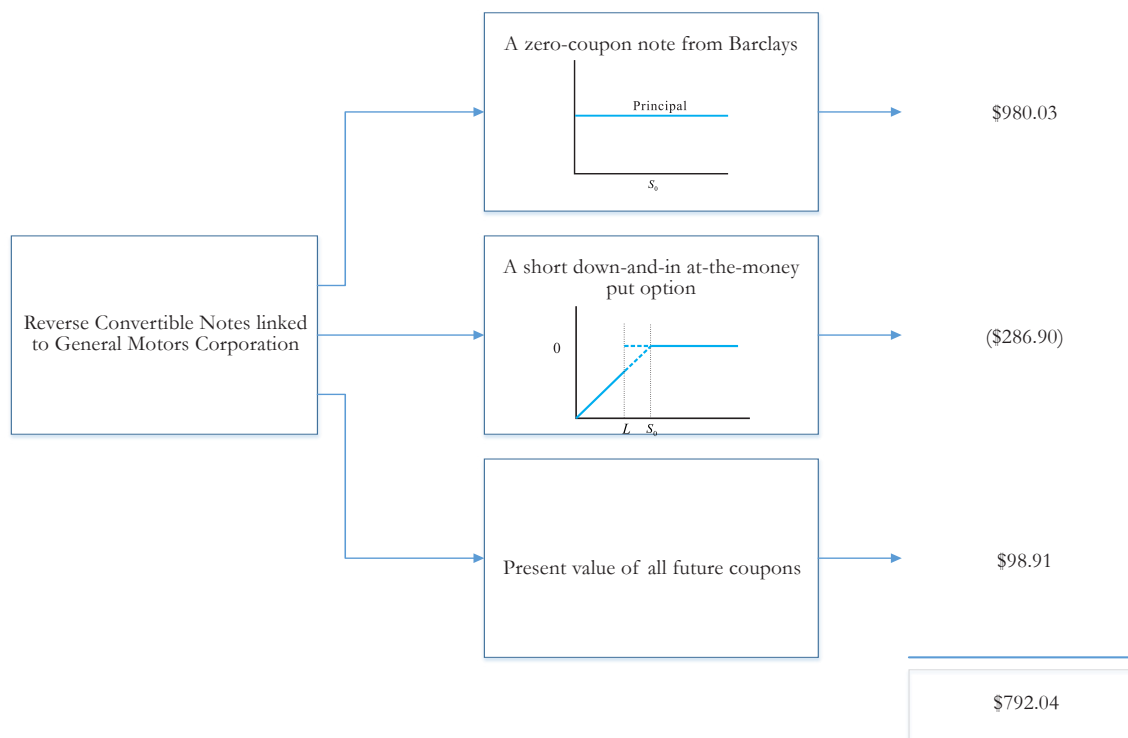 A zero-coupon note from Barclays
Principal
S₀
$980.03
Reverse Convertible Notes linked
to General Motors Corporation
A short down-and-in at-the-money
put option
0
L S₀
($286.90)
Present value of all future coupons
$98.91
$792.04